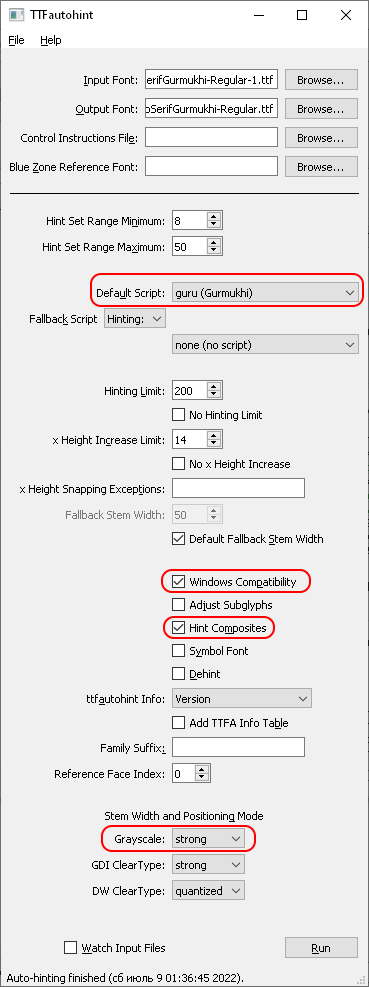 TTFautohint
File Help
Input Font: erifGurmukhi-Regular-1.ttf Browse...
Output Font: oSerifGurmukhi-Regular.ttf Browse...
Control Instructions File: Browse...
Blue Zone Reference Font: Browse...
Hint Set Range Minimum: 8
Hint Set Range Maximum: 50
Default Script: guru (Gurmukhi)
Fallback Script Hinting:
none (no script)
Hinting Limit: 200
No Hinting Limit
x Height Increase Limit: 14
No x Height Increase
x Height Snapping Exceptions:
Fallback Stem Width: 50
Default Fallback Stem Width
Windows Compatibility
Adjust Subglyphs
Hint Composites
Symbol Font
Dehint
ttfautohint Info: Version
Add TTFA Info Table
Family Suffix:
Reference Face Index: 0
Stem Width and Positioning Mode
Grayscale: strong
GDI ClearType: strong
DW ClearType: quantized
Watch Input Files Run
Auto-hinting finished (сб июль 9 01:36:45 2022).